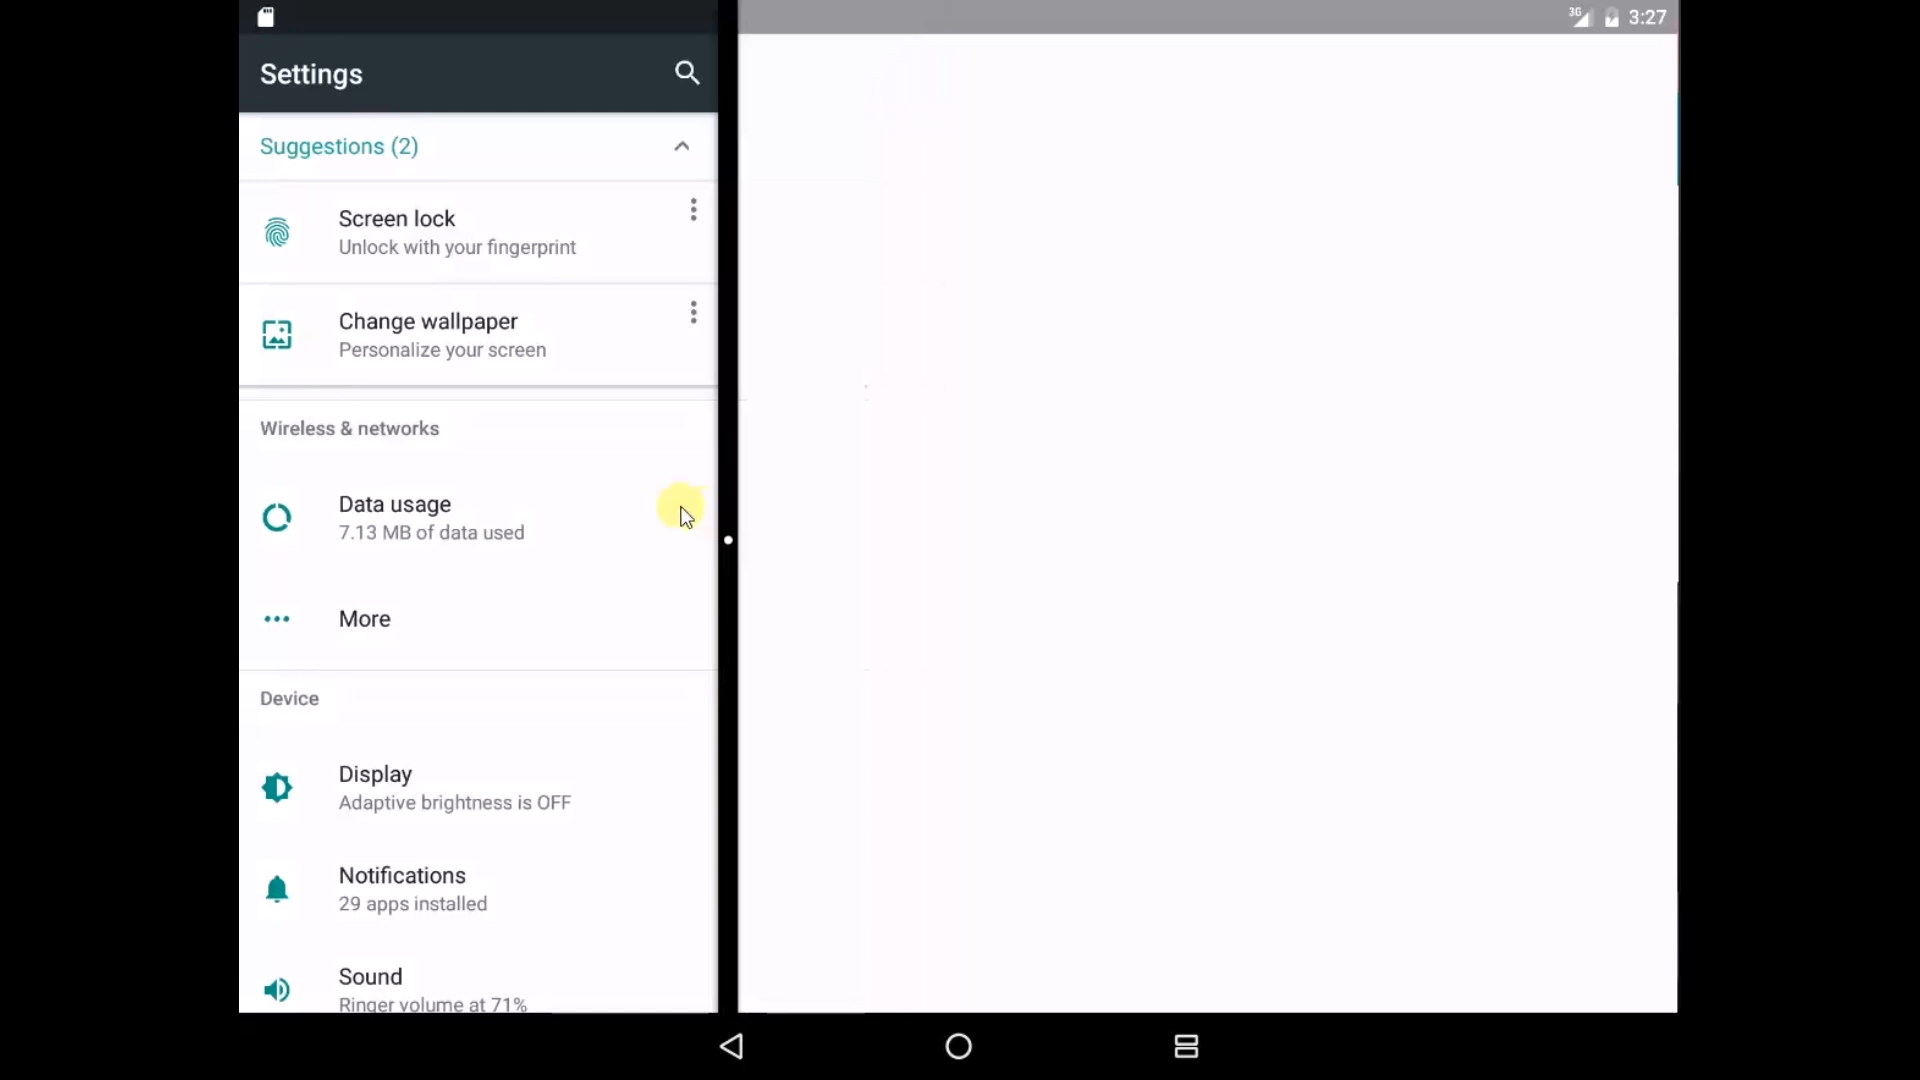 3G
3:27
Settings
Suggestions (2)
Screen lock
Unlock with your fingerprint
Change wallpaper
Personalize your screen
Wireless & networks
Data usage
7.13 MB of data used
More
Device
Display
Adaptive brightness is OFF
Notifications
29 apps installed
Sound
Ringer volume at 71%